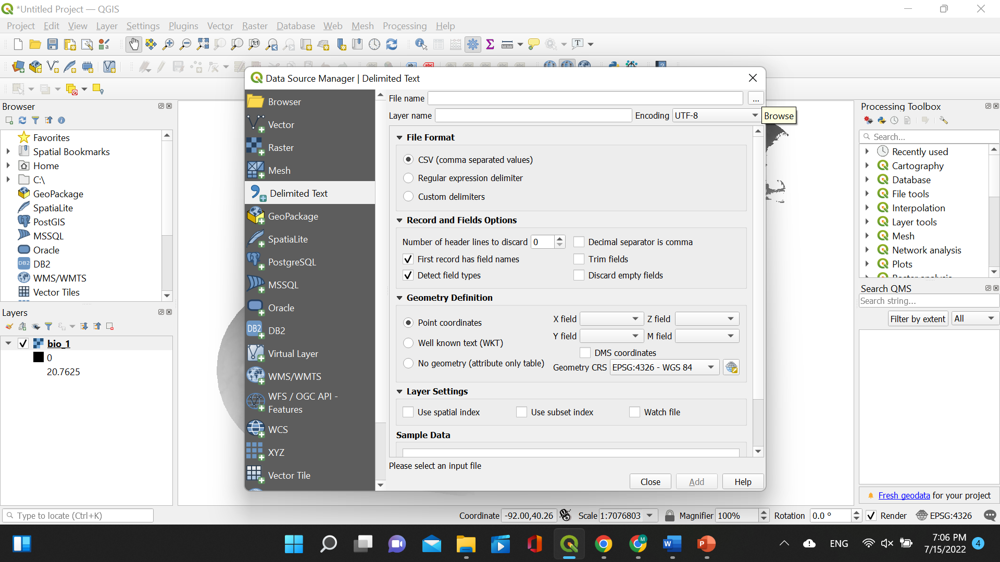 *Untitled Project — QGIS
Project Edit View Layer Settings Plugins Vector Raster Database Web Mesh Processing Help
Data Source Manager | Delimited Text
Browser
Favorites
Spatial Bookmarks
Home
C:\
GeoPackage
SpatiaLite
PostGIS
MSSQL
Oracle
DB2
WMS/WMTS
Vector Tiles
Layers
bio_1
0
20.7625
Browser
Vector
Raster
Mesh
Delimited Text
GeoPackage
SpatiaLite
PostgreSQL
MSSQL
Oracle
DB2
Virtual Layer
WMS/WMTS
WFS / OGC API -
Features
WCS
XYZ
Vector Tile
File name ...
Layer name Encoding UTF-8
Browse
File Format
CSV (comma separated values)
Regular expression delimiter
Custom delimiters
Record and Fields Options
Number of header lines to discard 0 Decimal separator is comma
First record has field names Trim fields
Detect field types Discard empty fields
Geometry Definition
Point coordinates X field Z field
Y field M field
Well known text (WKT)
DMS coordinates
No geometry (attribute only table) Geometry CRS EPSG:4326 - WGS 84
Layer Settings
Use spatial index Use subset index Watch file
Sample Data
Please select an input file
Close Add Help
Processing Toolbox
Search...
Recently used
Cartography
Database
File tools
Interpolation
Layer tools
Mesh
Network analysis
Plots
Raster analysis
Search QMS
Search string...
Filter by extent All
Fresh geodata for your project
Type to locate (Ctrl+K) Coordinate -92.00,40.26 Scale 1:7076803 Magnifier 100% Rotation 0.0 ° Render EPSG:4326
ENG 7:06 PM
7/15/2022 4